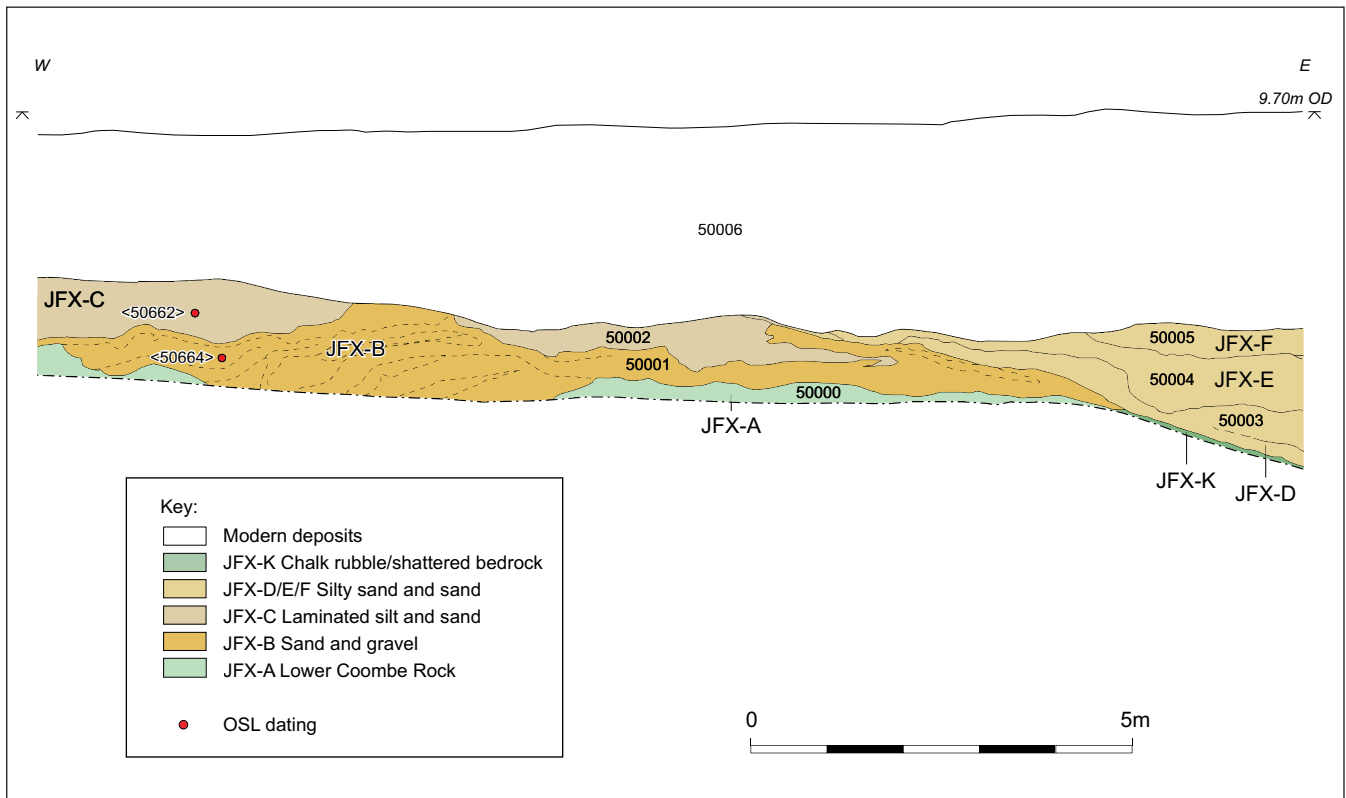 W
E
9.70m OD
50006
JFX-C
<50662>
<50664>
JFX-B
50002
50001
50000
50005
JFX-F
50004
JFX-E
50003
JFX-A
JFX-K
JFX-D
Key:
Modern deposits
JFX-K Chalk rubble/shattered bedrock
JFX-D/E/F Silty sand and sand
JFX-C Laminated silt and sand
JFX-B Sand and gravel
JFX-A Lower Coombe Rock
OSL dating
0
5m